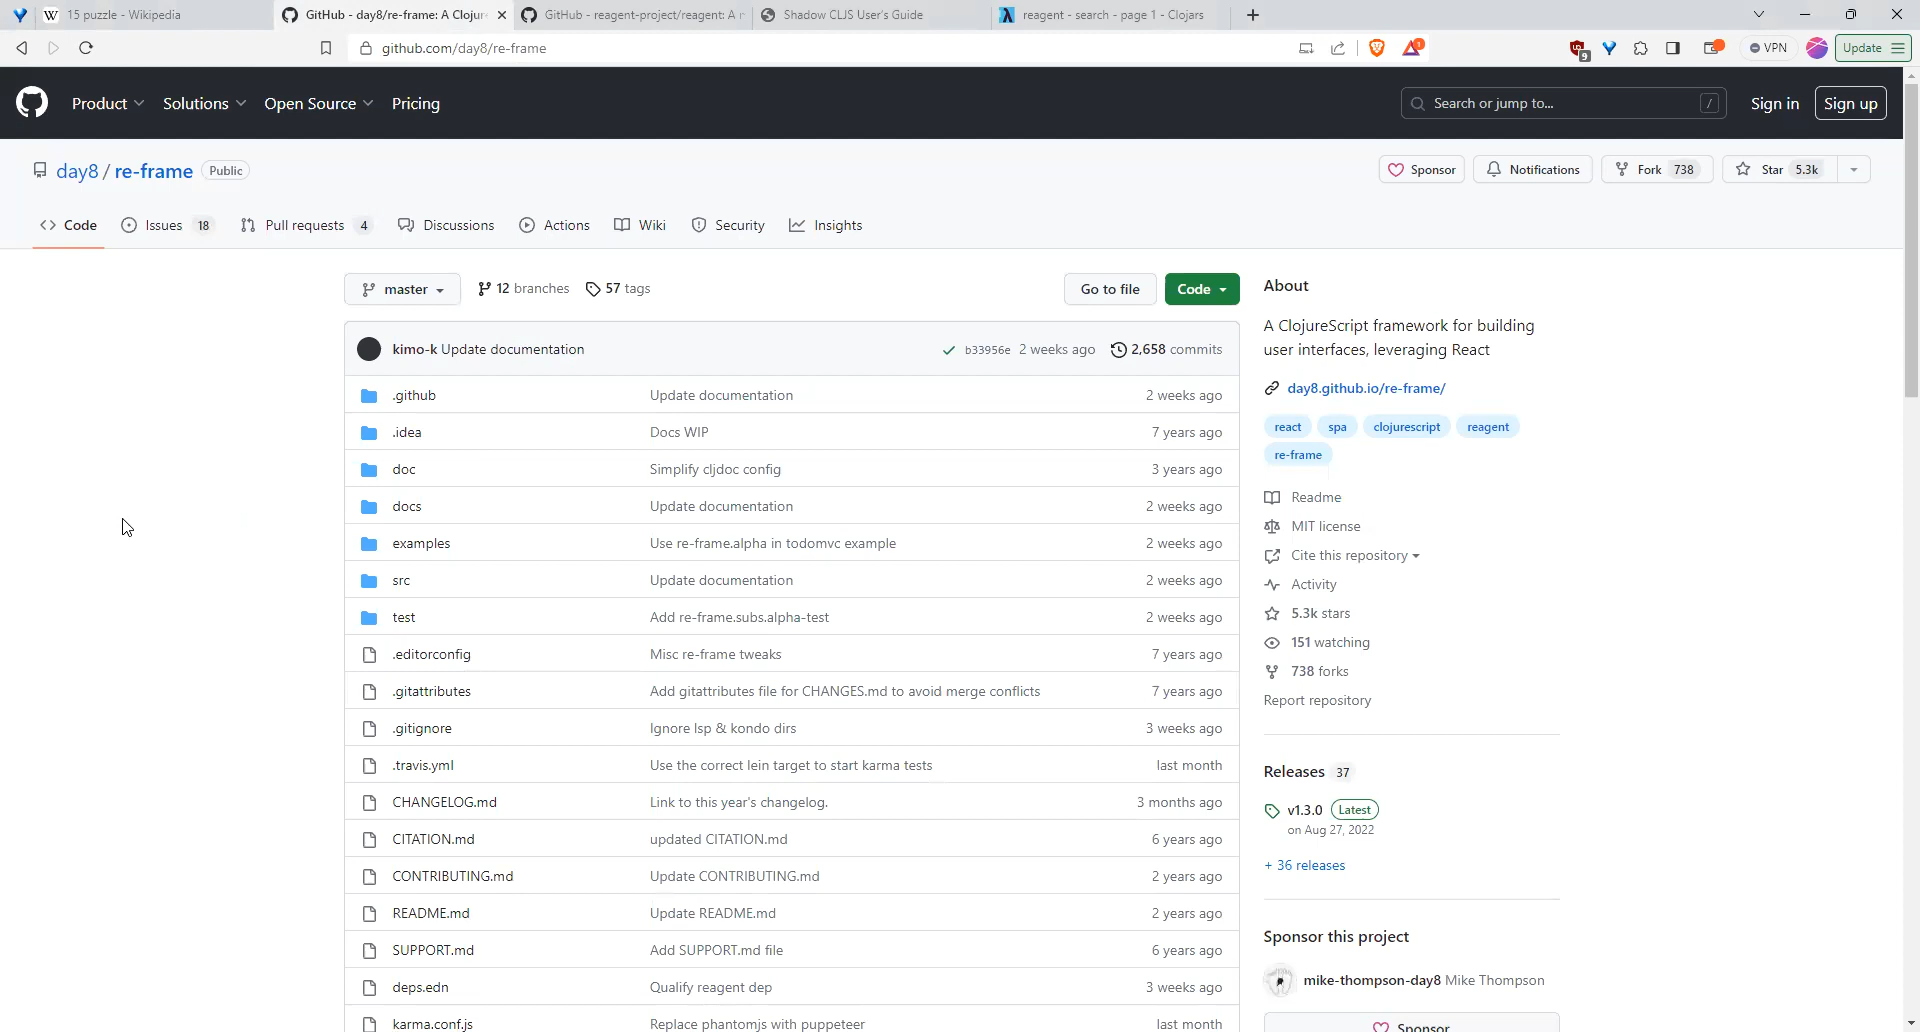 15 puzzle - Wikipedia
GitHub - day8/re-frame: A Clojur
GitHub - reagent-project/reagent: A
Shadow CLJS User's Guide
reagent - search - page 1 - Clojars
github.com/day8/re-frame
1
9
VPN
Update
Product
Solutions
Open Source
Pricing
Search or jump to...
/
Sign in
Sign up
day8 / re-frame
Public
Sponsor
Notifications
Fork 738
Star 5.3k
Code
Issues 18
Pull requests 4
Discussions
Actions
Wiki
Security
Insights
master
12 branches
57 tags
Go to file
Code
kimo-k Update documentation
b33956e 2 weeks ago
2,658 commits
.github Update documentation 2 weeks ago
.idea Docs WIP 7 years ago
doc Simplify cljdoc config 3 years ago
docs Update documentation 2 weeks ago
examples Use re-frame.alpha in todomvc example 2 weeks ago
src Update documentation 2 weeks ago
test Add re-frame.subs.alpha-test 2 weeks ago
.editorconfig Misc re-frame tweaks 7 years ago
.gitattributes Add gitattributes file for CHANGES.md to avoid merge conflicts 7 years ago
.gitignore Ignore lsp & kondo dirs 3 weeks ago
.travis.yml Use the correct lein target to start karma tests last month
CHANGELOG.md Link to this year's changelog. 3 months ago
CITATION.md updated CITATION.md 6 years ago
CONTRIBUTING.md Update CONTRIBUTING.md 2 years ago
README.md Update README.md 2 years ago
SUPPORT.md Add SUPPORT.md file 6 years ago
deps.edn Qualify reagent dep 3 weeks ago
karma.conf.js Replace phantomjs with puppeteer last month
About
A ClojureScript framework for building
user interfaces, leveraging React
day8.github.io/re-frame/
react spa clojurescript reagent
re-frame
Readme
MIT license
Cite this repository
Activity
5.3k stars
151 watching
738 forks
Report repository
Releases 37
v1.3.0 Latest
on Aug 27, 2022
+ 36 releases
Sponsor this project
mike-thompson-day8 Mike Thompson
Sponsor